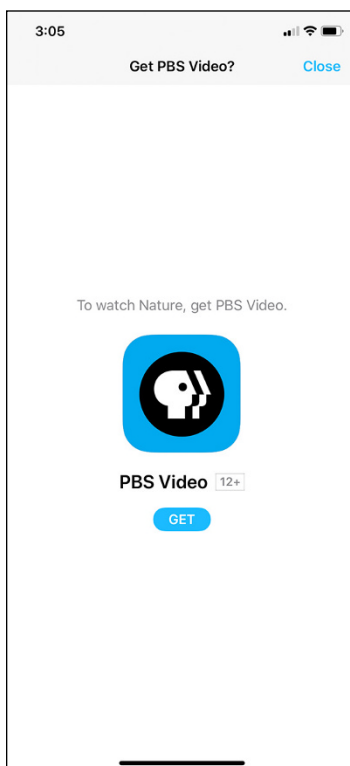 3:05
Get PBS Video?
Close
To watch Nature, get PBS Video.
PBS Video 12+
GET